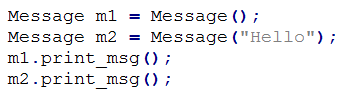 Message m1 = Message();
Message m2 = Message("Hello");
m1.print_msg();
m2.print_msg();